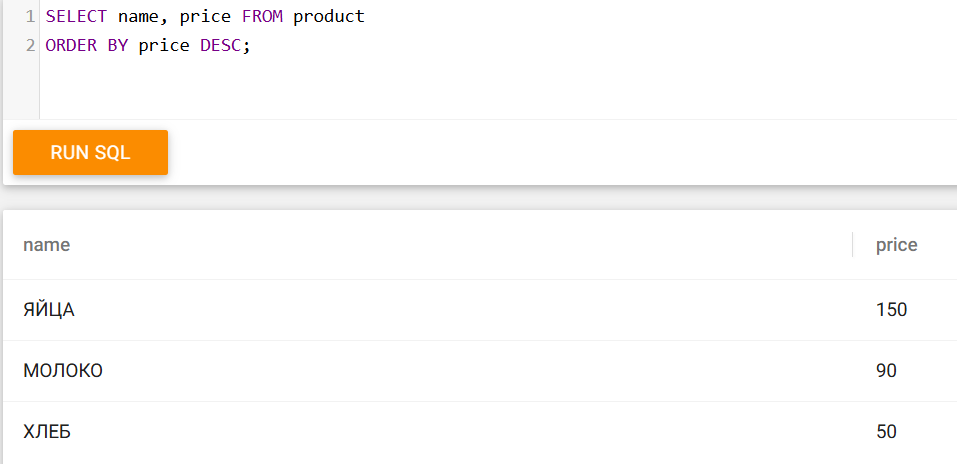 1 SELECT name, price FROM product
2 ORDER BY price DESC;
RUN SQL
name price
ЯЙЦА 150
МОЛОКО 90
ХЛЕБ 50